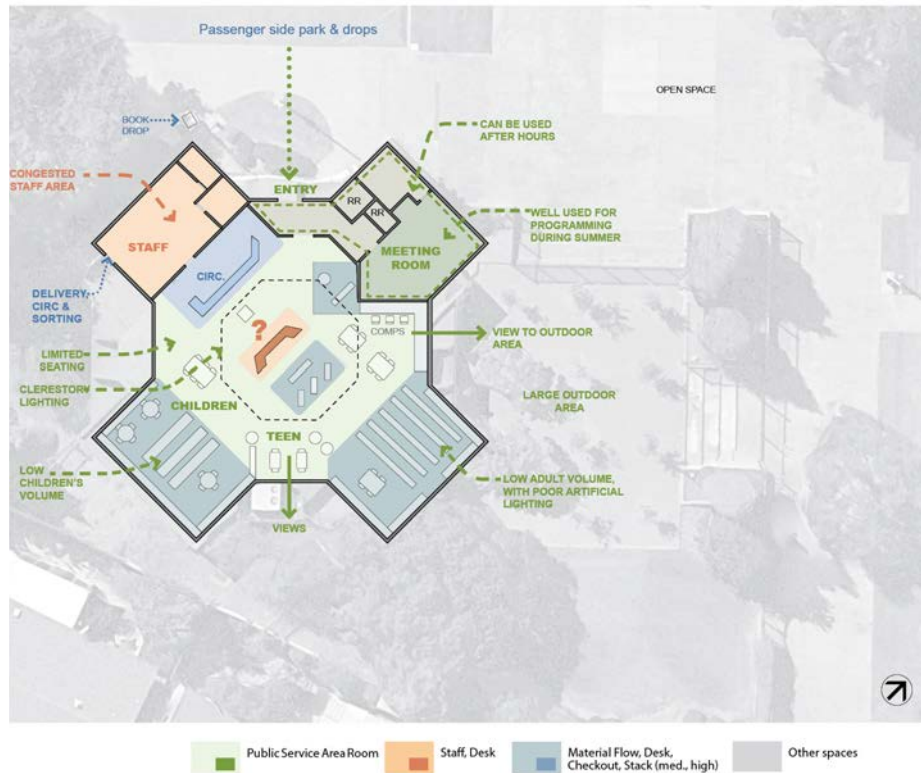 Passenger side park & drops
OPEN SPACE
BOOK
DROP
CAN BE USED
AFTER HOURS
CONGESTED
STAFF AREA
ENTRY
RR
RR
WELL USED FOR
PROGRAMMING
DURING SUMMER
STAFF
MEETING
ROOM
CIRC.
DELIVERY,
CIRC &
SORTING
?
COMPS
VIEW TO OUTDOOR
AREA
LIMITED
SEATING
CLERESTORY
LIGHTING
CHILDREN
LARGE OUTDOOR
AREA
TEEN
LOW
CHILDREN'S
VOLUME
LOW ADULT VOLUME,
WITH POOR ARTIFICIAL
LIGHTING
VIEWS
Public Service Area Room
Staff, Desk
Material Flow, Desk,
Checkout, Stack (med., high)
Other spaces